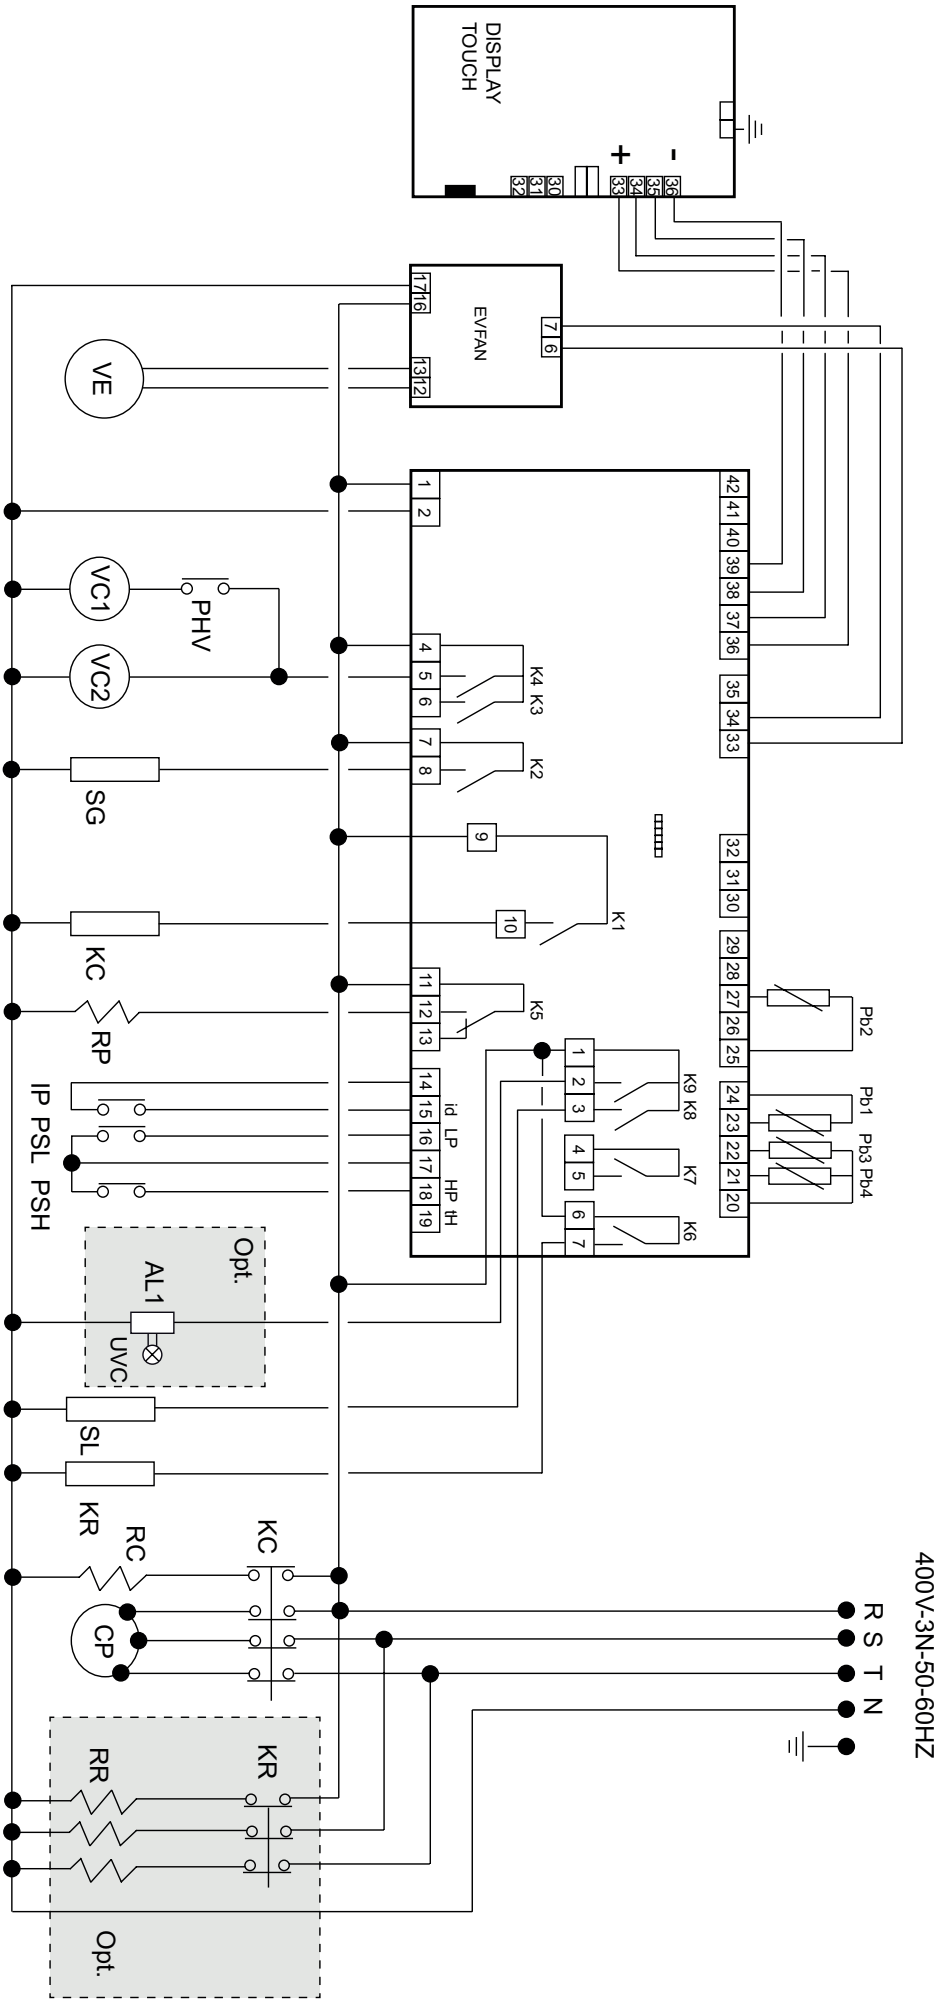 400V-3N-50-60HZ
R S T N
DISPLAY
TOUCH
+ -
32 31 30 33 34 35 36
EVFAN
17 16
13 12
7 6
VE
42 41 40 39 38 37 36
35 34 33
32 31 30
29 28 27 26 25
24 23 22 21 20
Pb2
Pb1 Pb3 Pb4
1 2
4 5 6
K4 K3
7 8
K2
9
10
K1
11 12 13
K5
14 15 16 17 18 19
id LP HP tH
1 2 3
K9 K8
4 5
K7
6 7
K6
VC1
PHV
VC2
SG
KC
RP
IP PSL PSH
Opt.
AL1
UVC
SL
KR
RC
KC
CP
KR
RR
Opt.